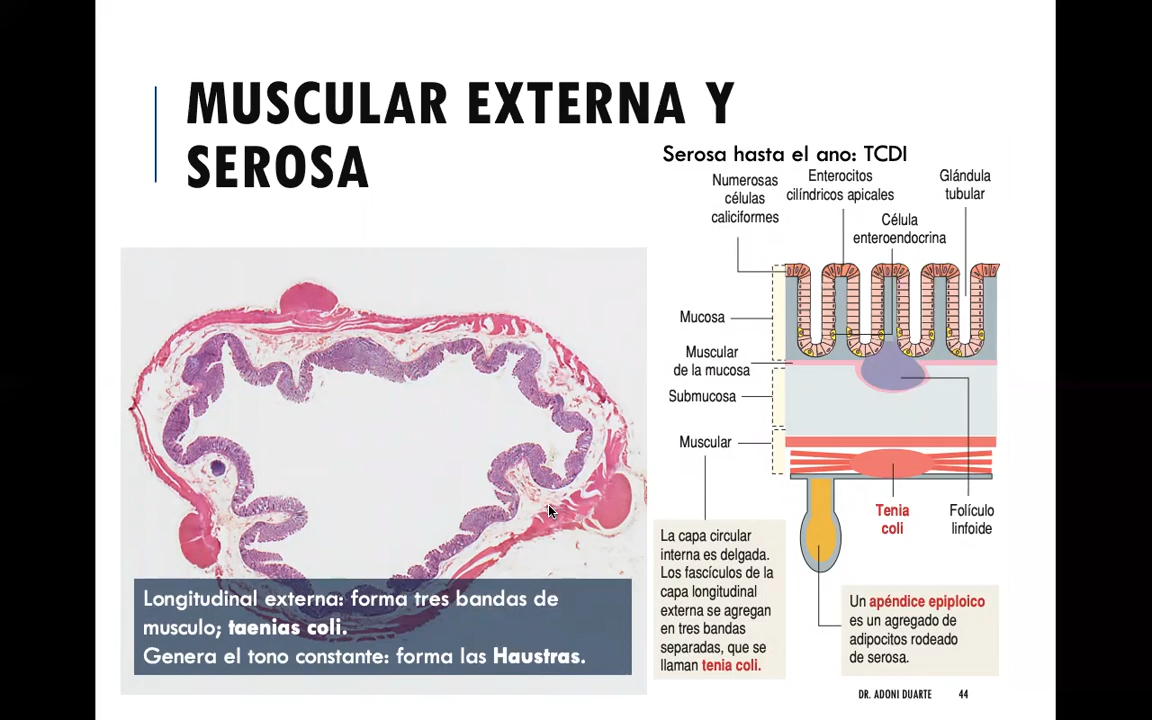 MUSCULAR EXTERNA Y
SEROSA
Serosa hasta el ano: TCDI
Numerosas
células
caliciformes
Enterocitos
cilíndricos apicales
Célula
enteroendocrina
Glándula
tubular
Mucosa
Muscular
de la mucosa
Submucosa
Muscular
Tenia
coli
Folículo
linfoide
La capa circular
interna es delgada.
Los fascículos de la
capa longitudinal
externa se agregan
en tres bandas
separadas, que se
llaman tenia coli.
Un apéndice epiploico
es un agregado de
adipocitos rodeado
de serosa.
Longitudinal externa: forma tres bandas de
musculo; taenias coli.
Genera el tono constante: forma las Haustras.
DR. ADONI DUARTE 44